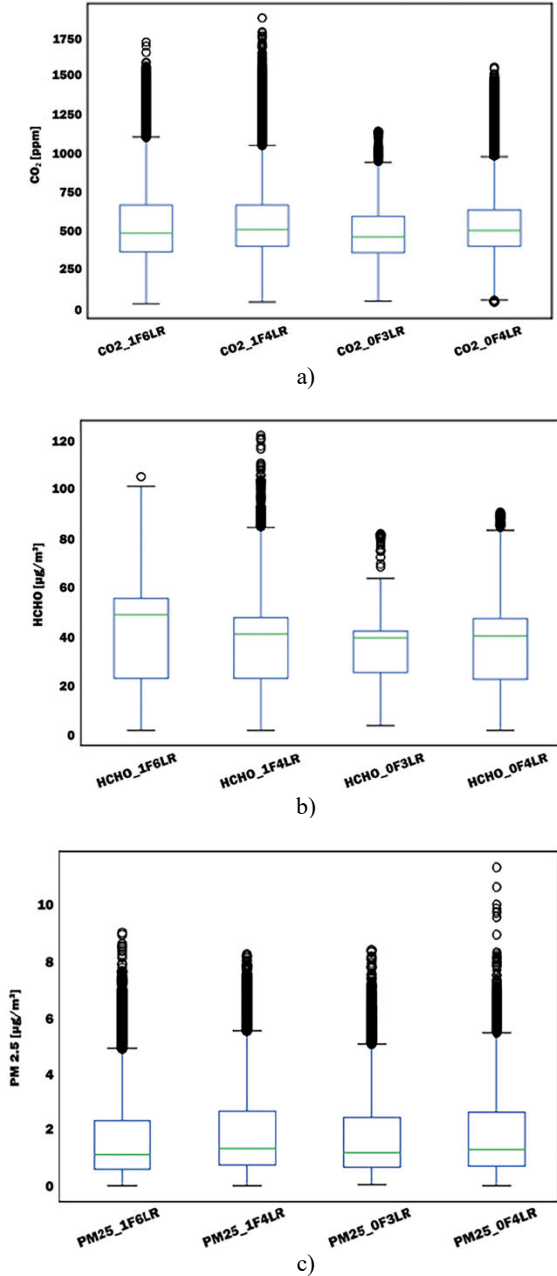 1750
1500
1250
1000
750
500
250
0
CO₂ [ppm]
CO2_1F6LR CO2_1F4LR CO2_0F3LR CO2_0F4LR
a)
120
100
80
60
40
20
0
HCHO [µg/m³]
HCHO_1F6LR HCHO_1F4LR HCHO_0F3LR HCHO_0F4LR
b)
10
8
6
4
2
0
PM 2.5 [µg/m³]
PM25_1F6LR PM25_1F4LR PM25_0F3LR PM25_0F4LR
c)